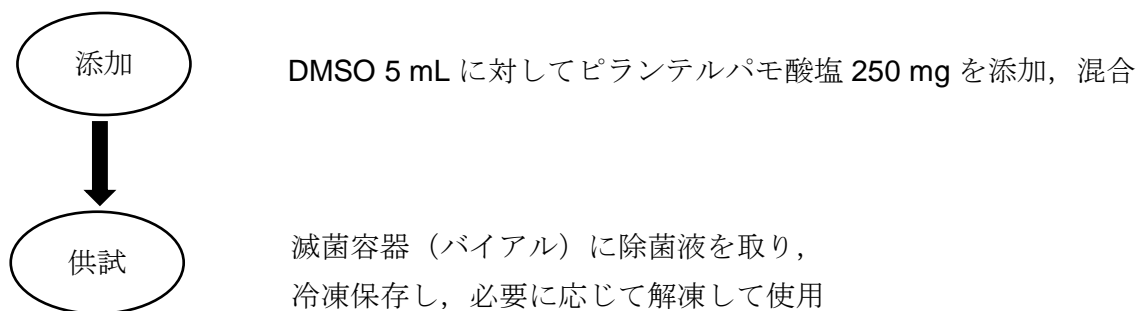 添加
DMSO 5 mL に対してピランテルパモ酸塩 250 mg を添加，混合
供試
滅菌容器（バイアル）に除菌液を取り，
冷凍保存し，必要に応じて解凍して使用